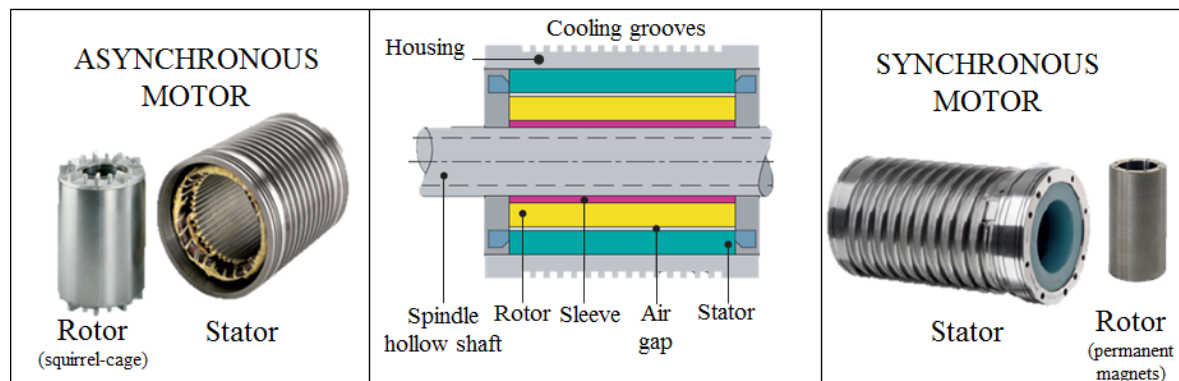 ASYNCHRONOUS
MOTOR
Rotor
(squirrel-cage)
Stator
Cooling grooves
Housing
Spindle
hollow shaft
Rotor
Sleeve
Air
gap
Stator
SYNCHRONOUS
MOTOR
Stator
Rotor
(permanent
magnets)